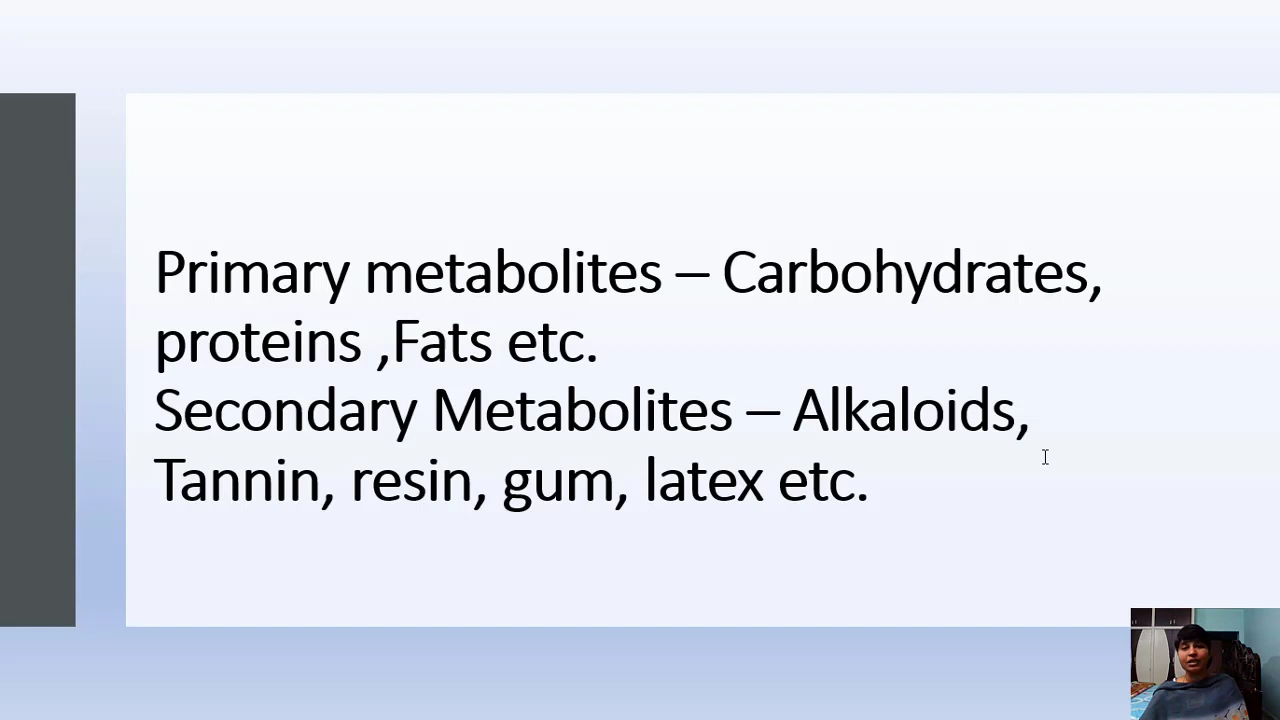 Primary metabolites – Carbohydrates,
proteins ,Fats etc.
Secondary Metabolites – Alkaloids,
Tannin, resin, gum, latex etc.